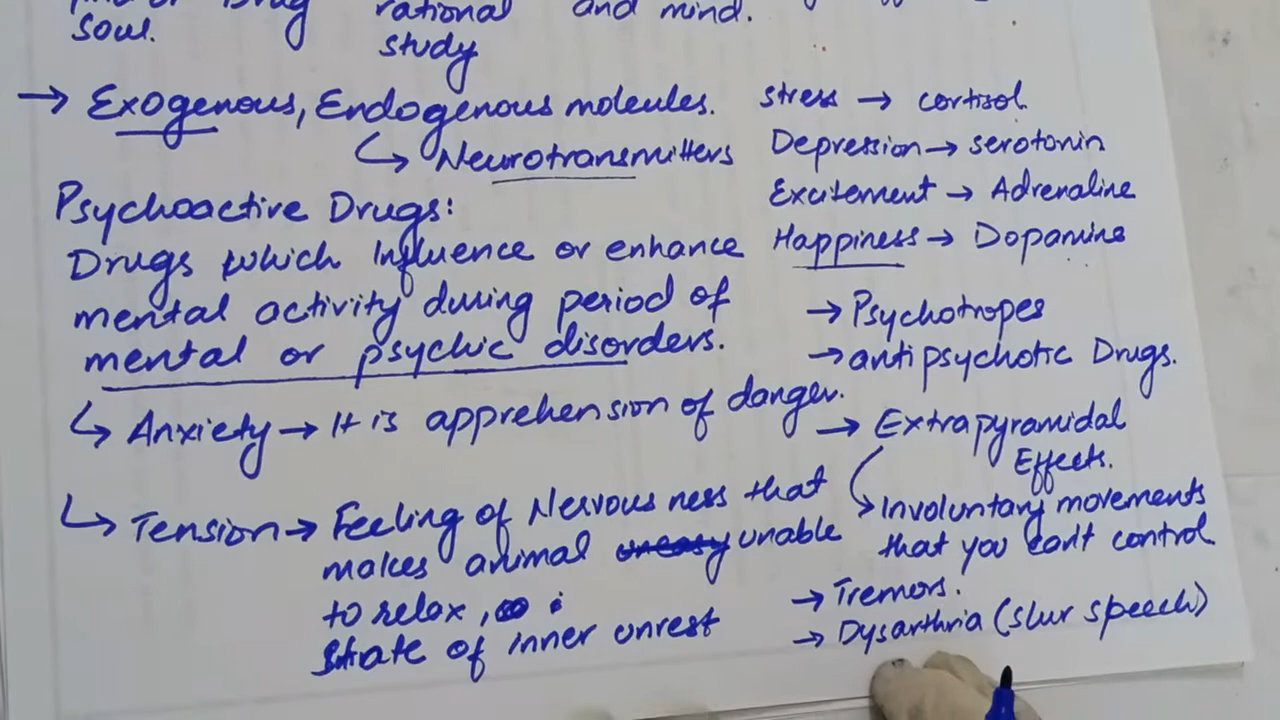 Drug rational and mind.
soul. study
→ Exogenous, Endogenous moleules.
↳ Neurotransmitters
Psychoactive Drugs:
Drugs which Influence or enhance
mental activity during period of
mental or psychic disorders.
↳ Anxiety → It is apprehension of danger.
↳ Tension → Feeling of Nervousness that
makes animal uneasy unable
to relax,
State of inner unrest
Stress → cortisol
Depression → serotonin
Excitement → Adrenaline
Happiness → Dopamine
→ Psychotropes
→ antipsychotic Drugs.
→ Extrapyramidal
Effects.
↳ Involuntary movements
that you can't control
→ Tremors.
→ Dysarthria (slur speech)